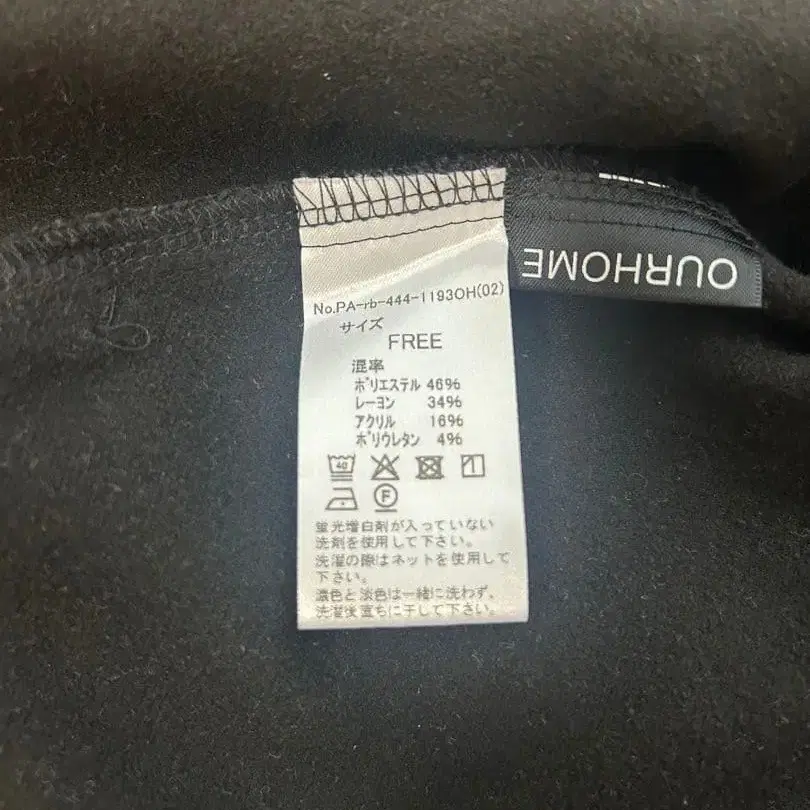 No.PA-rb-444-1193OH(02)
サイズ
FREE
混率
ポリエステル 46%
レーヨン 34%
アクリル 16%
ポリウレタン 4%
40
F
蛍光増白剤が入っていない
洗剤を使用して下さい。
洗濯の際はネットを使用して
下さい。
濃色と淡色は一緒に洗わず、
洗濯後直ちに干して下さい。
OURHOME